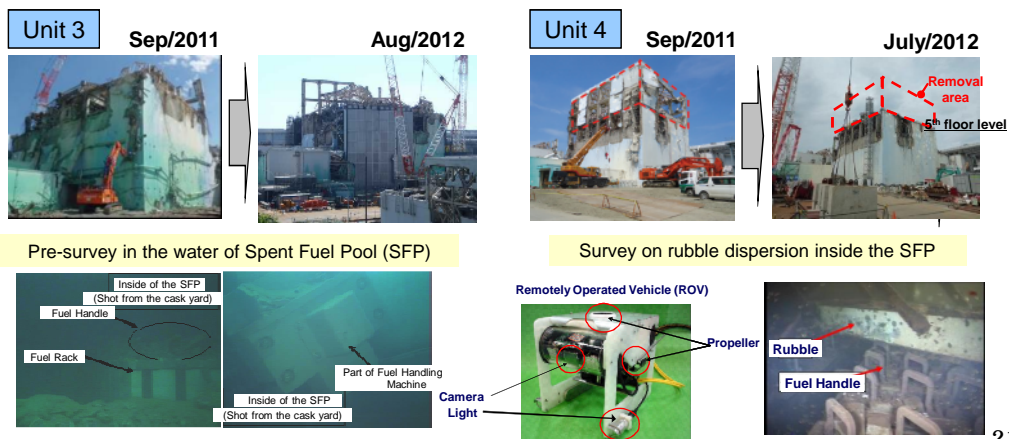 Unit 3
Sep/2011
Aug/2012
Unit 4
Sep/2011
July/2012
Removal
area
5th floor level
Pre-survey in the water of Spent Fuel Pool (SFP)
Survey on rubble dispersion inside the SFP
Inside of the SFP
(Shot from the cask yard)
Fuel Handle
Fuel Rack
Part of Fuel Handling
Machine
Inside of the SFP
(Shot from the cask yard)
Remotely Operated Vehicle (ROV)
Propeller
Camera
Light
Rubble
Fuel Handle